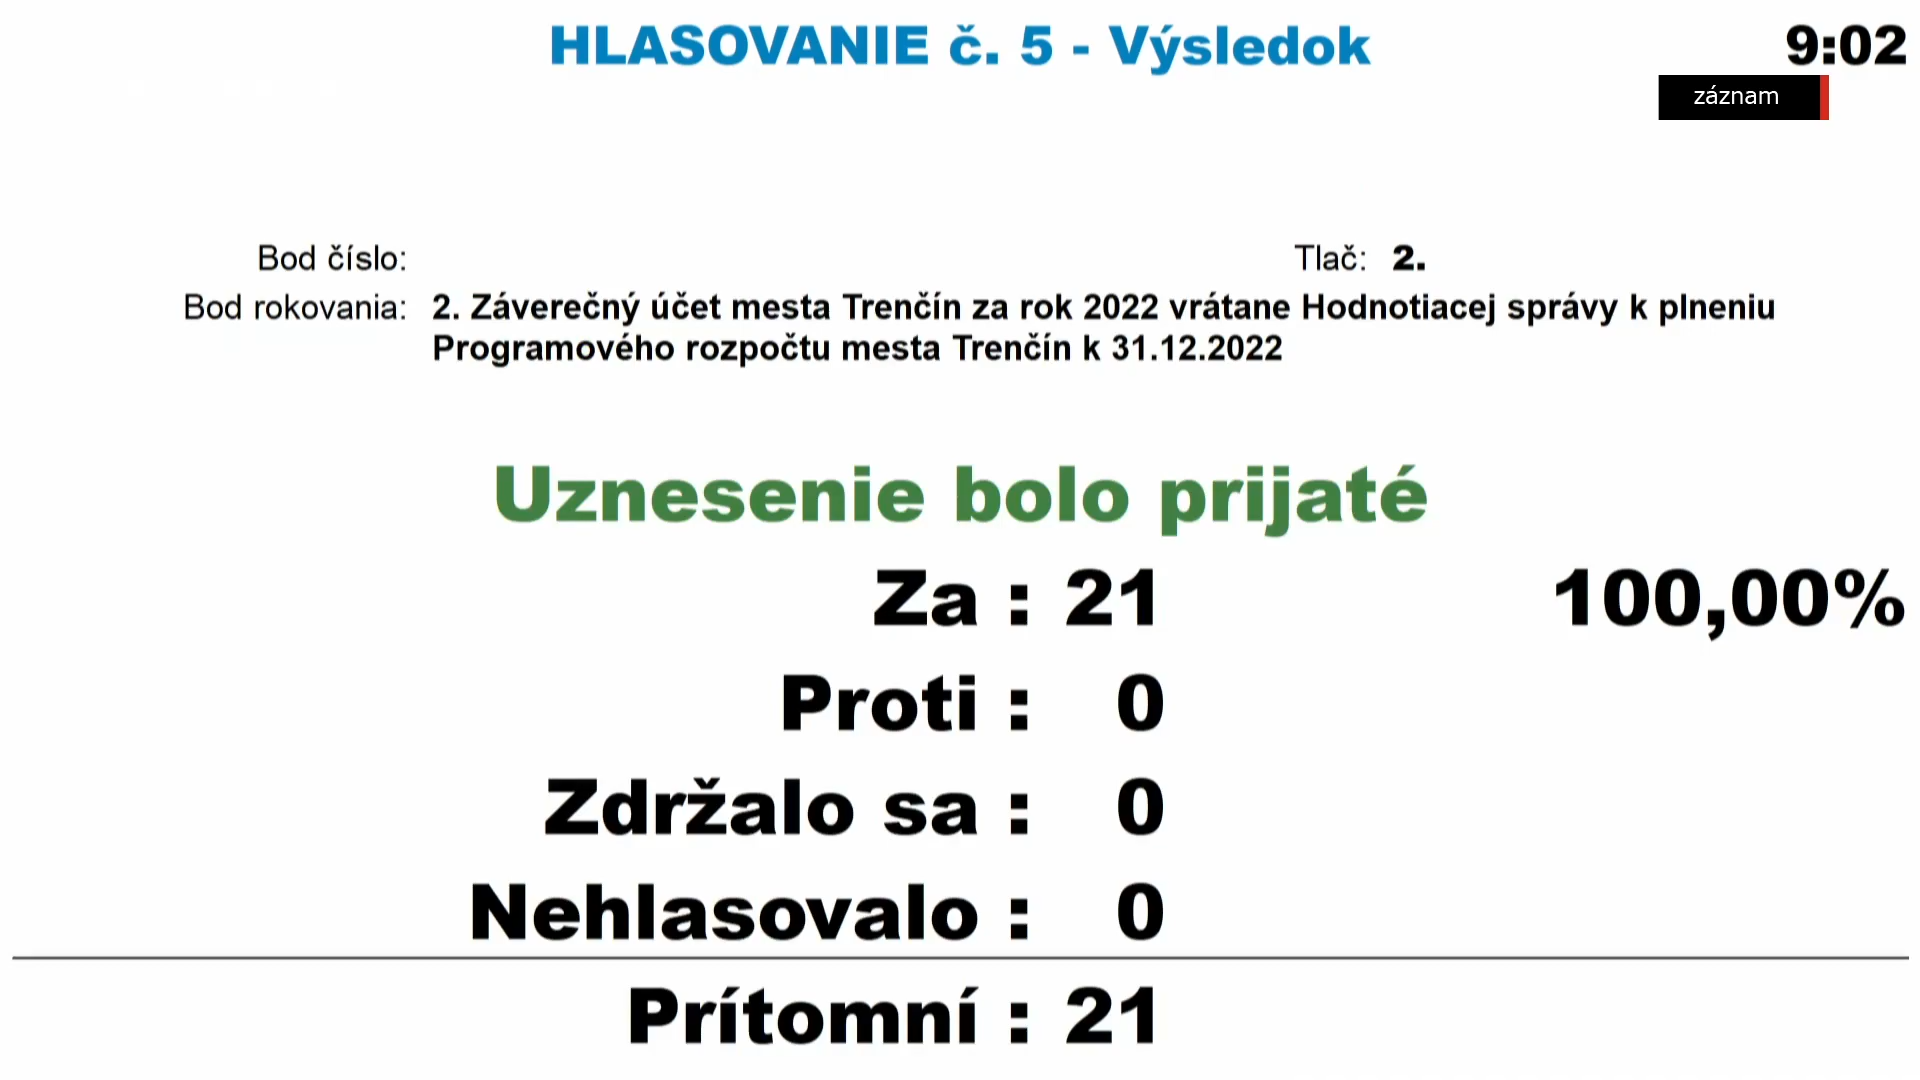 HLASOVANIE č. 5 - Výsledok
9:02
záznam
Bod číslo:
Tlač: 2.
Bod rokovania: 2. Záverečný účet mesta Trenčín za rok 2022 vrátane Hodnotiacej správy k plneniu
Programového rozpočtu mesta Trenčín k 31.12.2022
Uznesenie bolo prijaté
Za : 21 100,00%
Proti : 0
Zdržalo sa : 0
Nehlasovalo : 0
Prítomní : 21